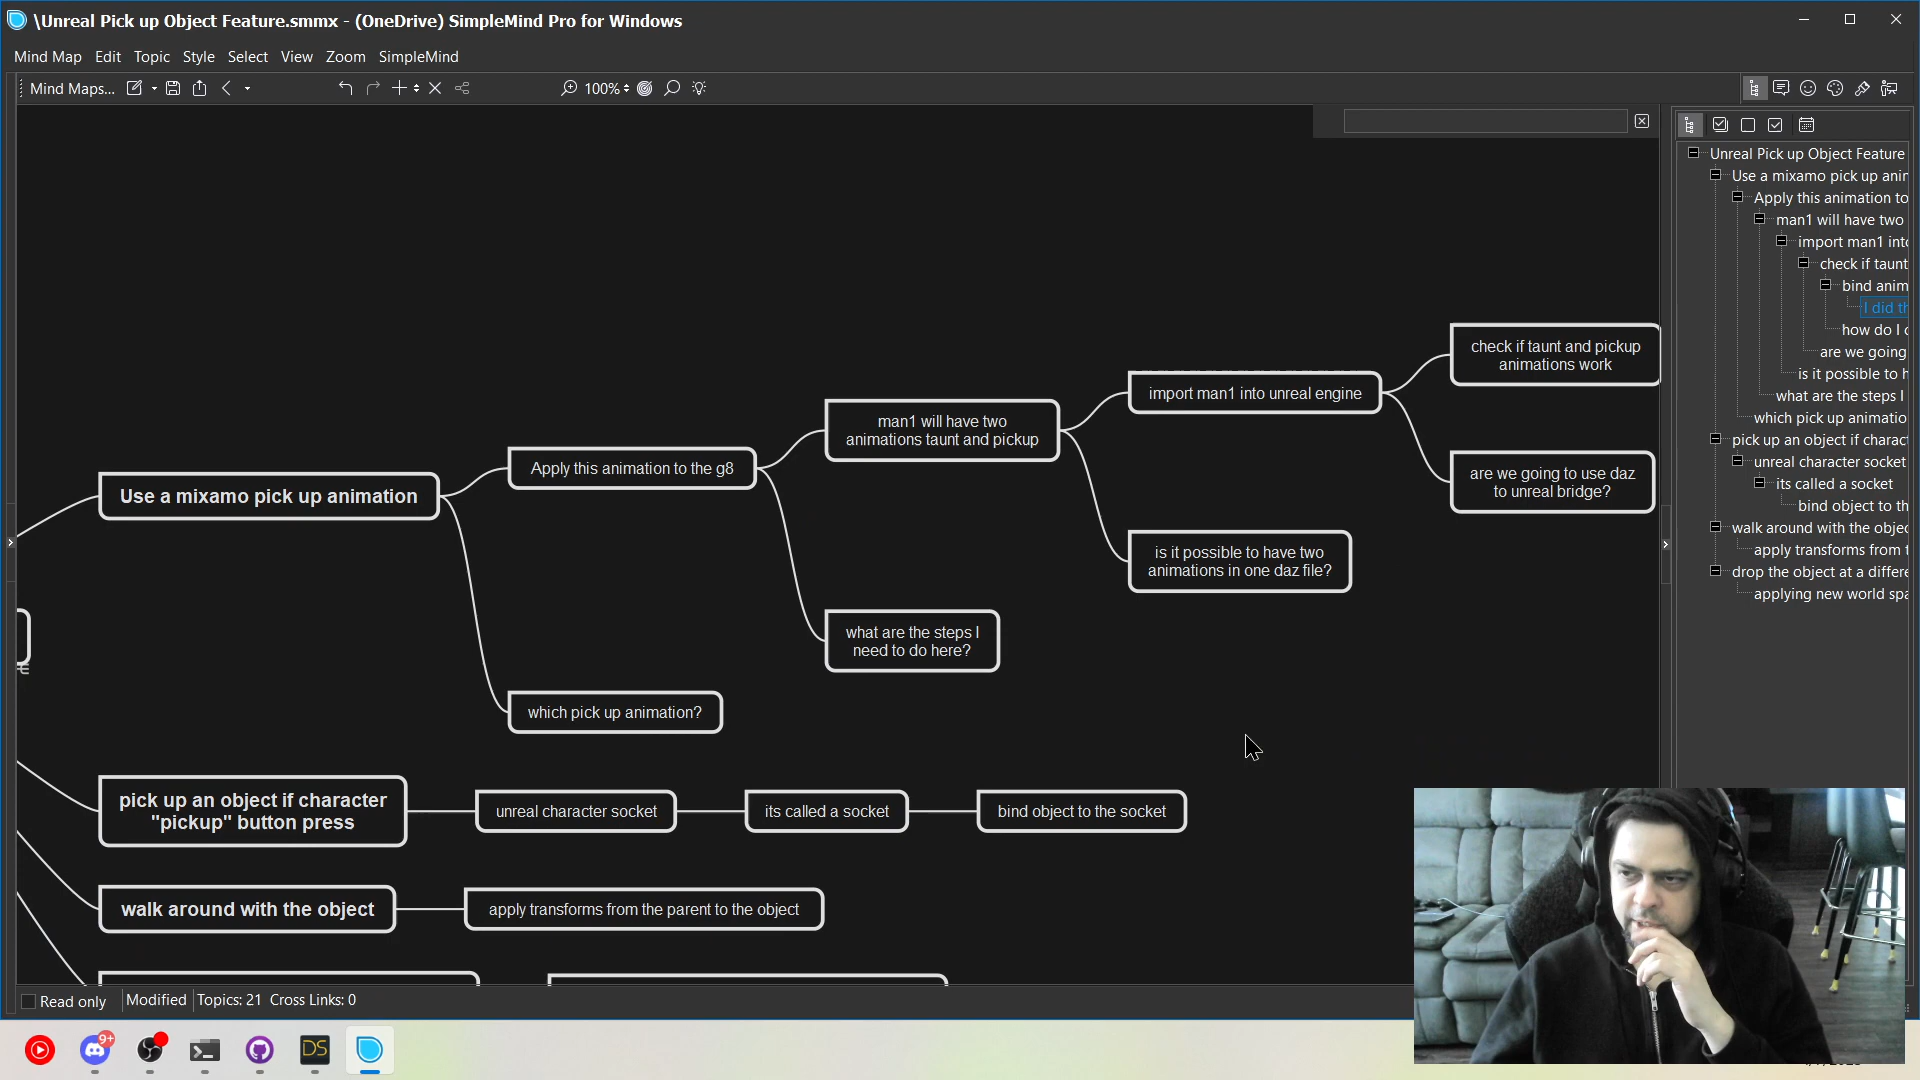 \Unreal Pick up Object Feature.smmx - (OneDrive) SimpleMind Pro for Windows
Mind Map Edit Topic Style Select View Zoom SimpleMind
Mind Maps... 100%
Use a mixamo pick up animation
Apply this animation to the g8
man1 will have two
animations taunt and pickup
import man1 into unreal engine
check if taunt and pickup
animations work
are we going to use daz
to unreal bridge?
is it possible to have two
animations in one daz file?
what are the steps I
need to do here?
which pick up animation?
pick up an object if character
"pickup" button press
unreal character socket
its called a socket
bind object to the socket
walk around with the object
apply transforms from the parent to the object
Unreal Pick up Object Feature
Use a mixamo pick up
Apply this animation to
man1 will have two
import man1
check if taunt
bind
I did
how do I
are we going
is it possible to
what are the steps I
which pick up
pick up an object if
unreal character socket
its called a socket
bind object to
walk around with the
apply transforms from
drop the object at a
applying new world
Read only Modified Topics: 21 Cross Links: 0
9+
DS